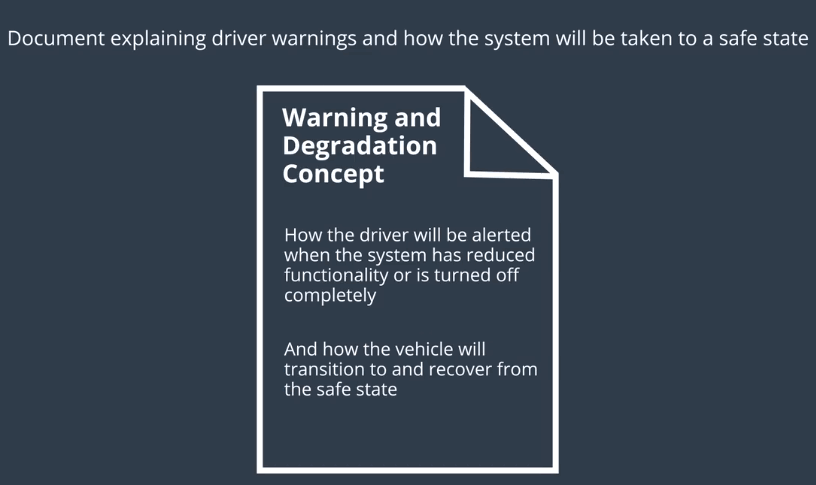 Document explaining driver warnings and how the system will be taken to a safe state
Warning and
Degradation
Concept
How the driver will be alerted
when the system has reduced
functionality or is turned off
completely
And how the vehicle will
transition to and recover from
the safe state